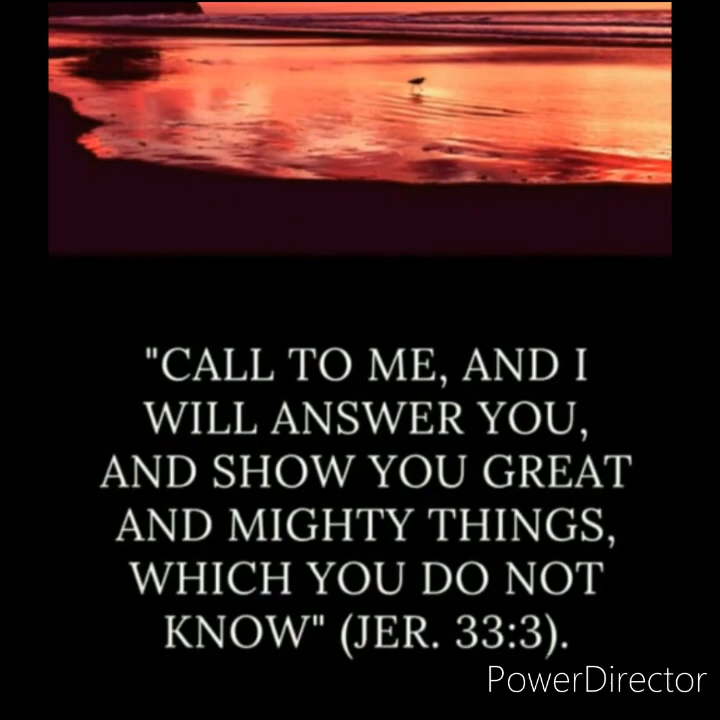 "CALL TO ME, AND I
WILL ANSWER YOU,
AND SHOW YOU GREAT
AND MIGHTY THINGS,
WHICH YOU DO NOT
KNOW" (JER. 33:3).
PowerDirector